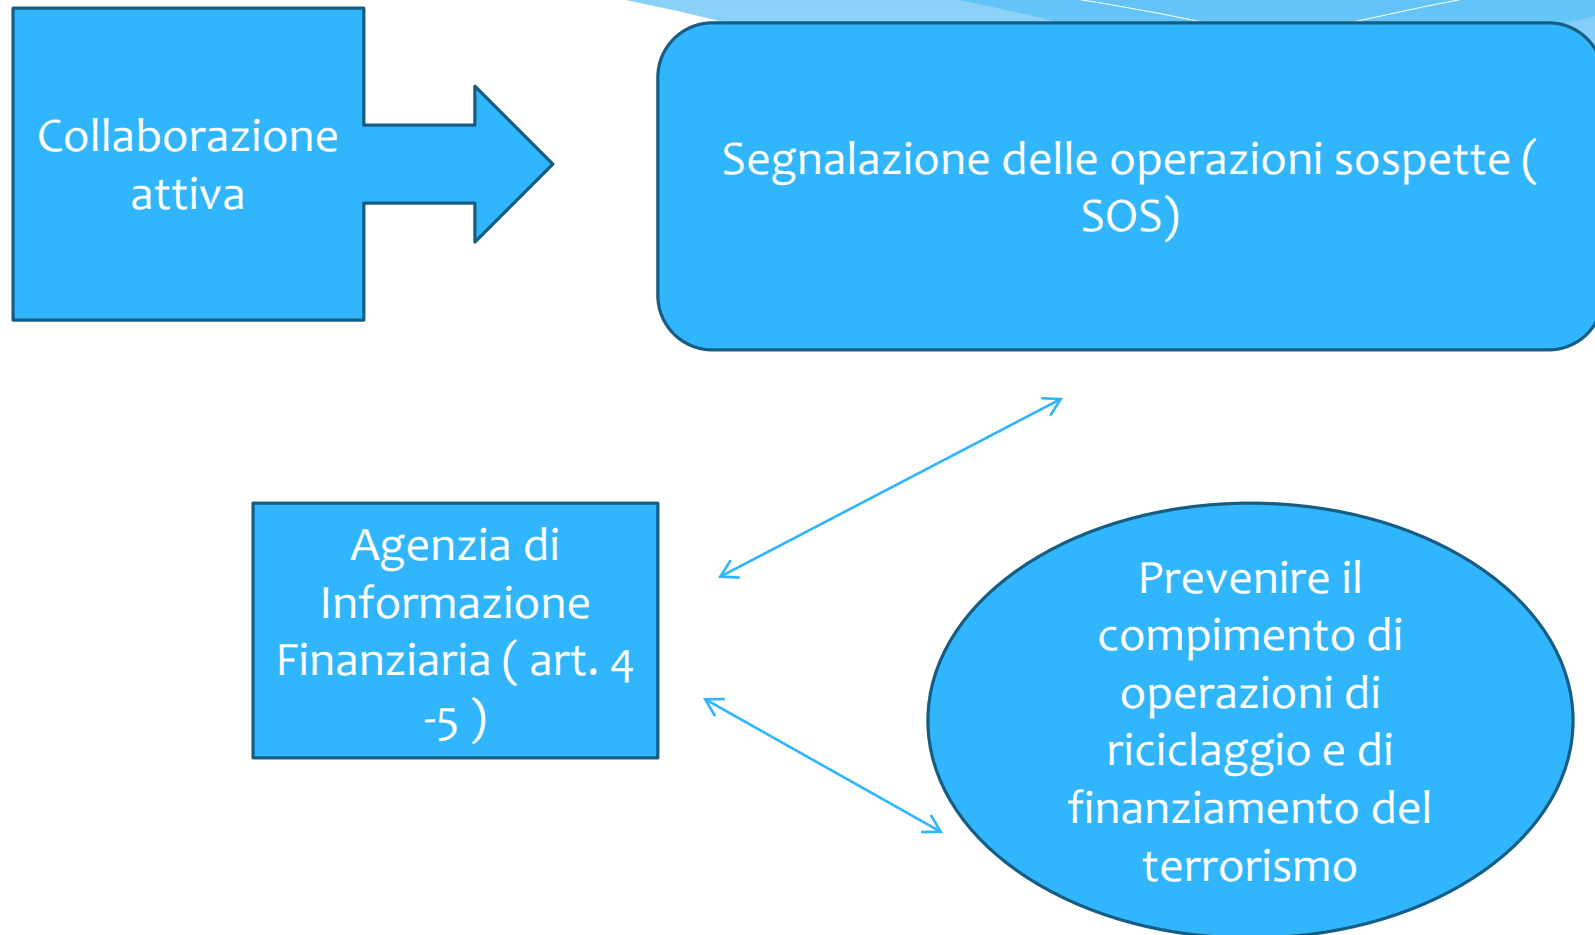 Collaborazione
attiva
Segnalazione delle operazioni sospette (
SOS)
Agenzia di
Informazione
Finanziaria ( art. 4
-5 )
Prevenire il
compimento di
operazioni di
riciclaggio e di
finanziamento del
terrorismo